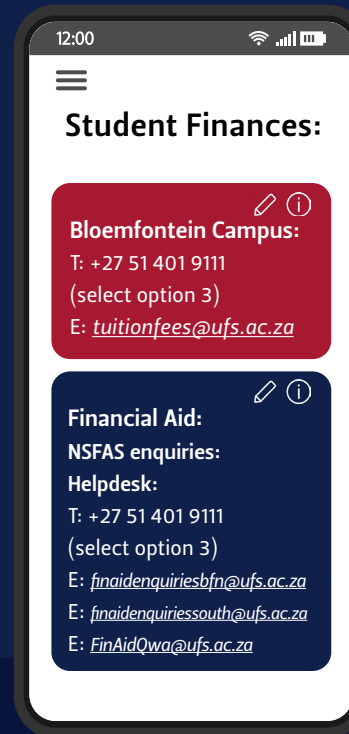 12:00
Student Finances:
Bloemfontein Campus:
T: +27 51 401 9111
(select option 3)
E: tuitionfees@ufs.ac.za
Financial Aid:
NSFAS enquiries:
Helpdesk:
T: +27 51 401 9111
(select option 3)
E: finaidenquiriesbfn@ufs.ac.za
E: finaidenquiriessouth@ufs.ac.za
E: FinAidQwa@ufs.ac.za